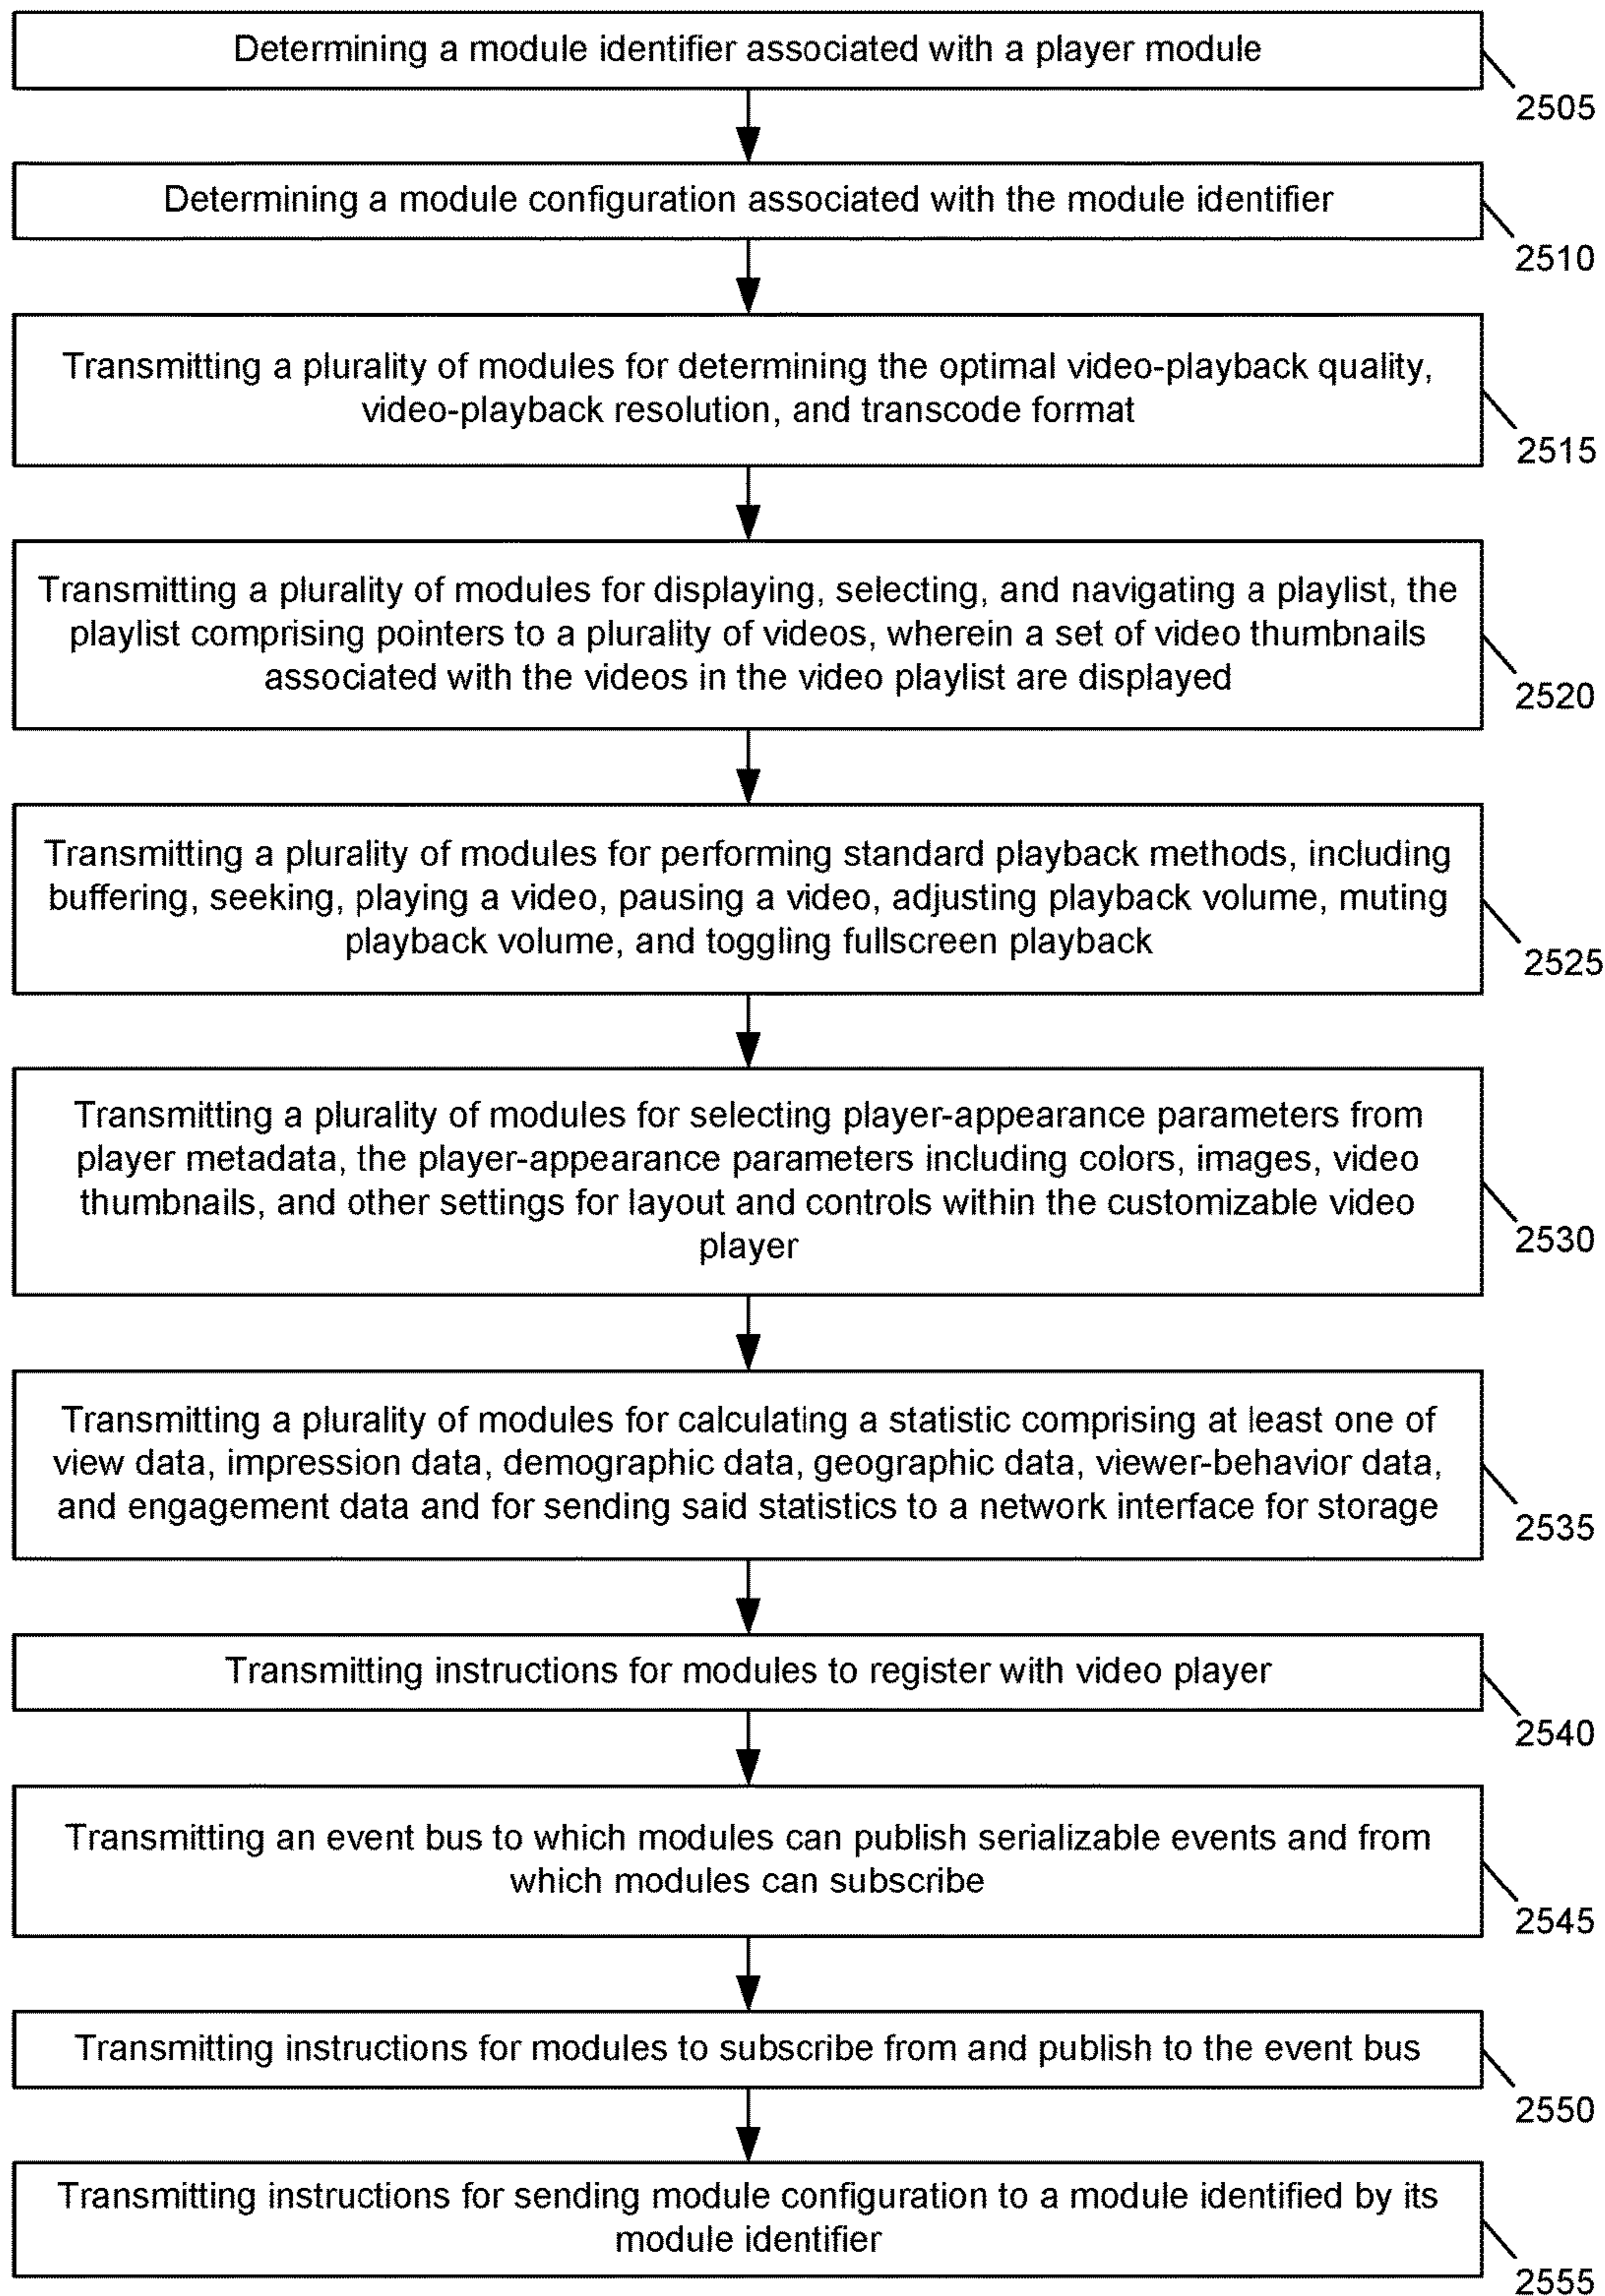 Determining a module identifier associated with a player module
2505
Determining a module configuration associated with the module identifier
2510
Transmitting a plurality of modules for determining the optimal video-playback quality,
video-playback resolution, and transcode format
2515
Transmitting a plurality of modules for displaying, selecting, and navigating a playlist, the
playlist comprising pointers to a plurality of videos, wherein a set of video thumbnails
associated with the videos in the video playlist are displayed
2520
Transmitting a plurality of modules for performing standard playback methods, including
buffering, seeking, playing a video, pausing a video, adjusting playback volume, muting
playback volume, and toggling fullscreen playback
2525
Transmitting a plurality of modules for selecting player-appearance parameters from
player metadata, the player-appearance parameters including colors, images, video
thumbnails, and other settings for layout and controls within the customizable video
player
2530
Transmitting a plurality of modules for calculating a statistic comprising at least one of
view data, impression data, demographic data, geographic data, viewer-behavior data,
and engagement data and for sending said statistics to a network interface for storage
2535
Transmitting instructions for modules to register with video player
2540
Transmitting an event bus to which modules can publish serializable events and from
which modules can subscribe
2545
Transmitting instructions for modules to subscribe from and publish to the event bus
2550
Transmitting instructions for sending module configuration to a module identified by its
module identifier
2555